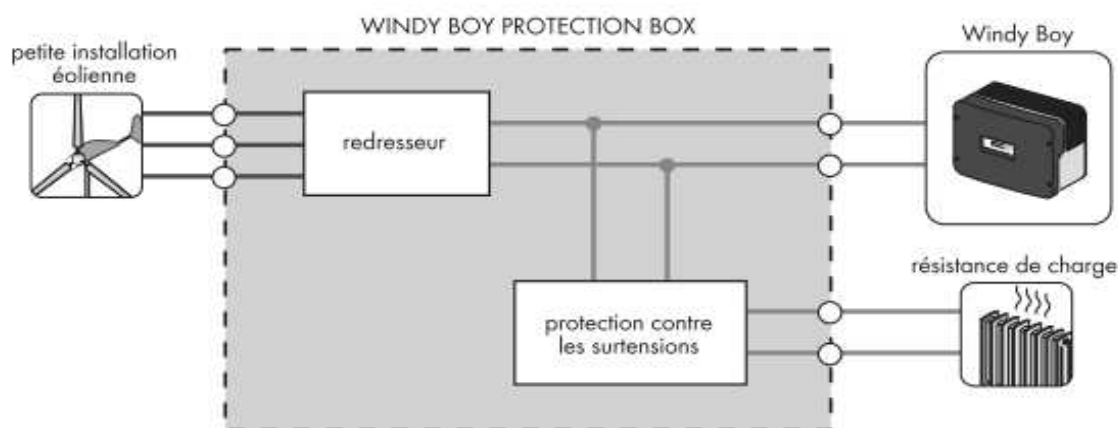 WINDY BOY PROTECTION BOX
petite installation
éolienne
redresseur
Windy Boy
résistance de charge
protection contre
les surtensions